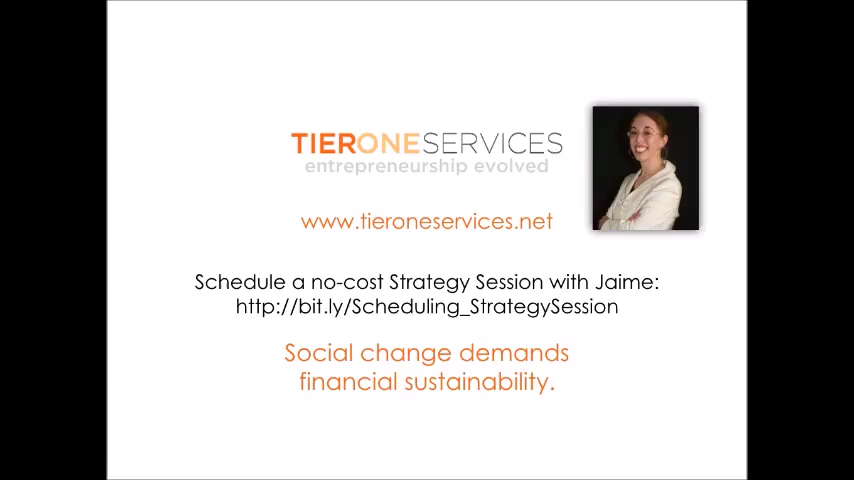 TIERONESERVICES
entrepreneurship evolved
www.tieroneservices.net
Schedule a no-cost Strategy Session with Jaime:
http://bit.ly/Scheduling_StrategySession
Social change demands
financial sustainability.